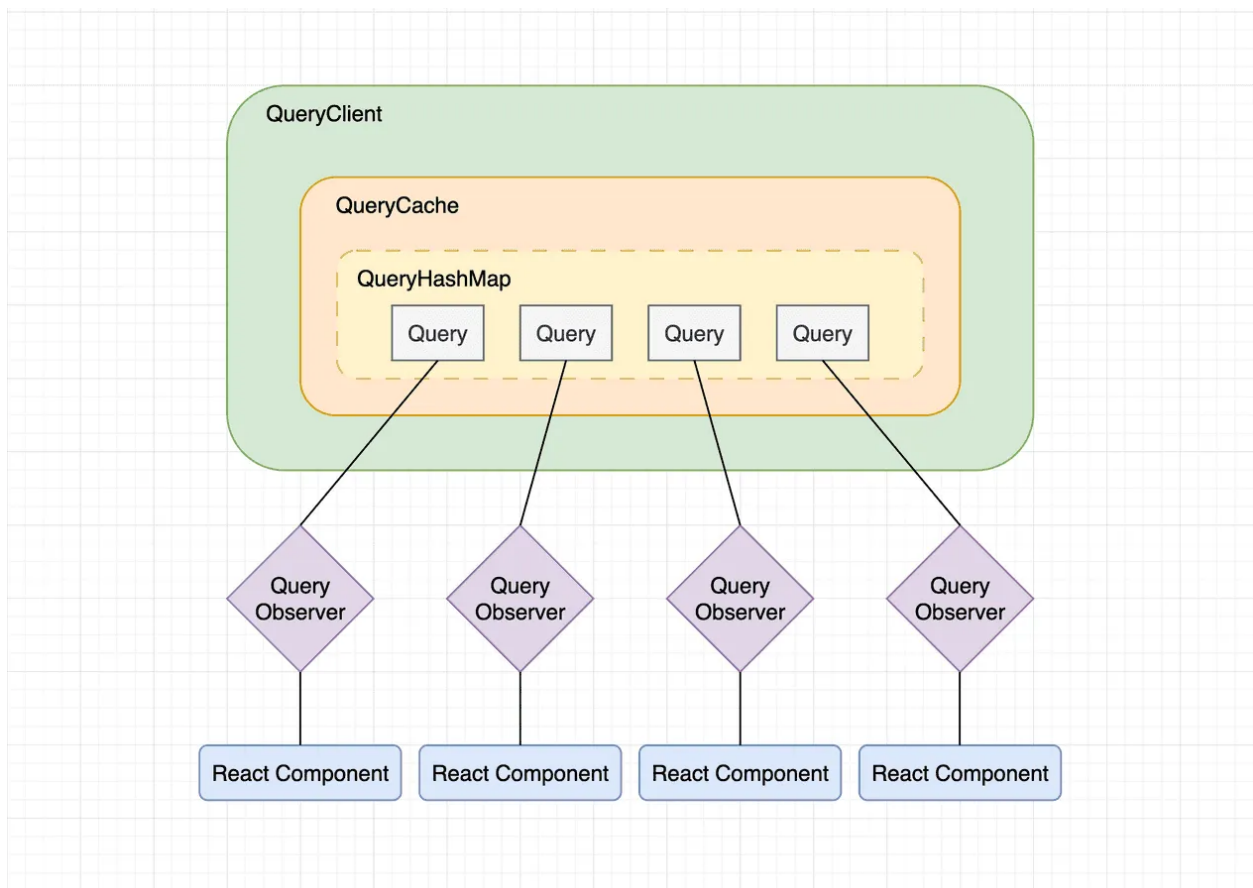 QueryClient
QueryCache
QueryHashMap
Query
Query
Query
Query
Query
Observer
Query
Observer
Query
Observer
Query
Observer
React Component
React Component
React Component
React Component